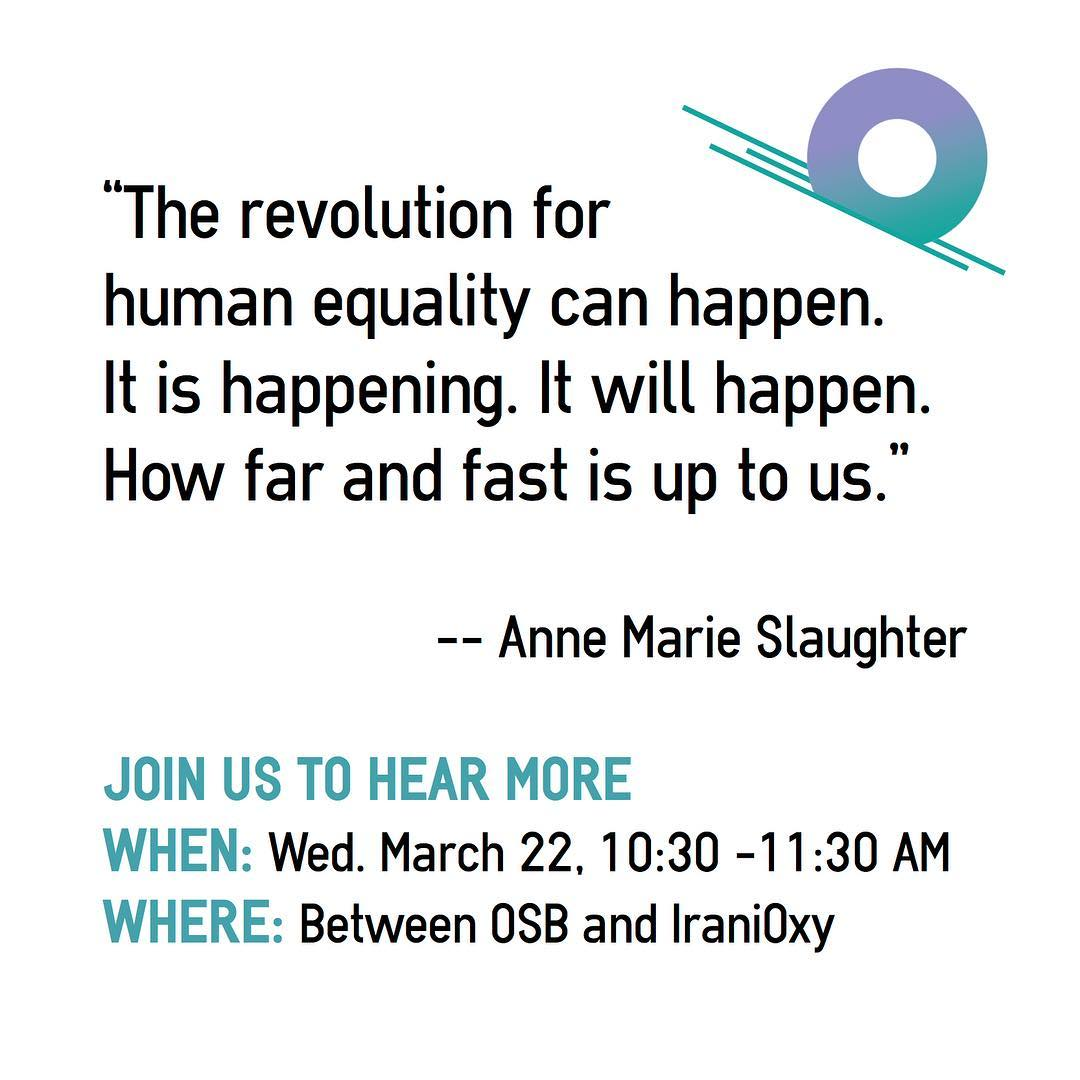 “The revolution for
human equality can happen.
It is happening. It will happen.
How far and fast is up to us.”
-- Anne Marie Slaughter
JOIN US TO HEAR MORE
WHEN: Wed. March 22, 10:30 -11:30 AM
WHERE: Between OSB and IraniOxy